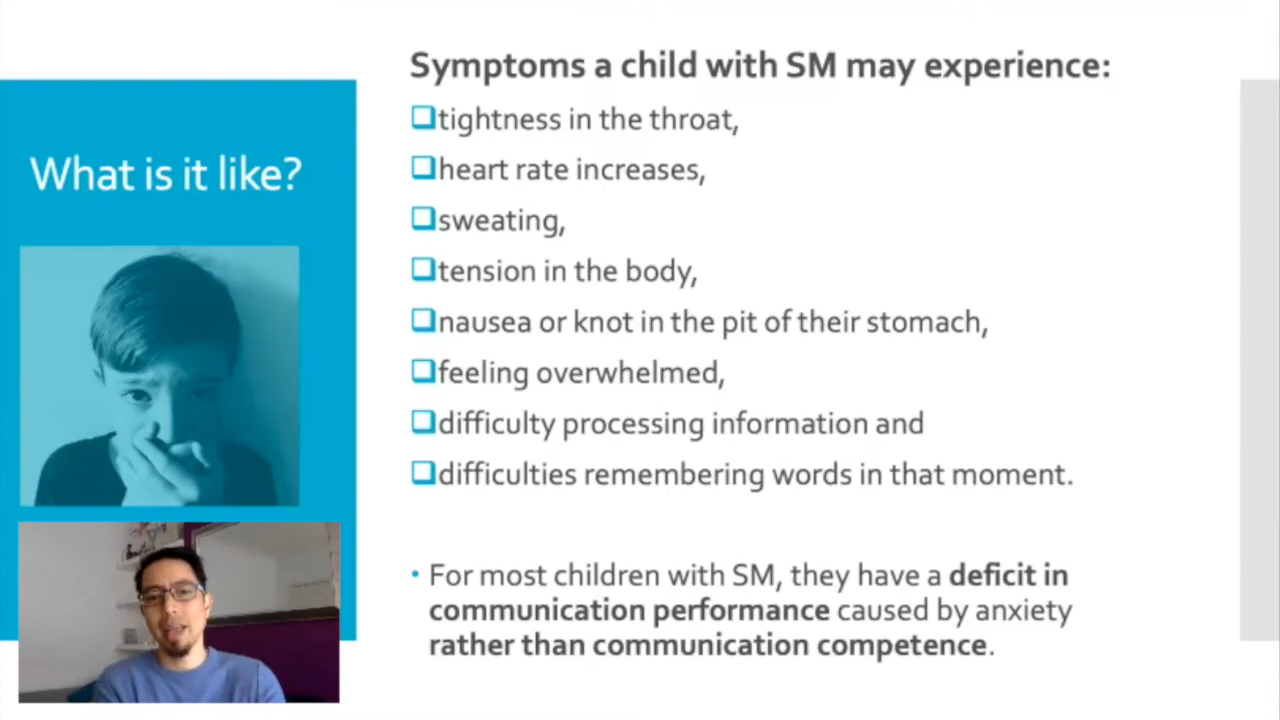 What is it like?
Symptoms a child with SM may experience:
tightness in the throat,
heart rate increases,
sweating,
tension in the body,
nausea or knot in the pit of their stomach,
feeling overwhelmed,
difficulty processing information and
difficulties remembering words in that moment.
• For most children with SM, they have a deficit in
communication performance caused by anxiety
rather than communication competence.